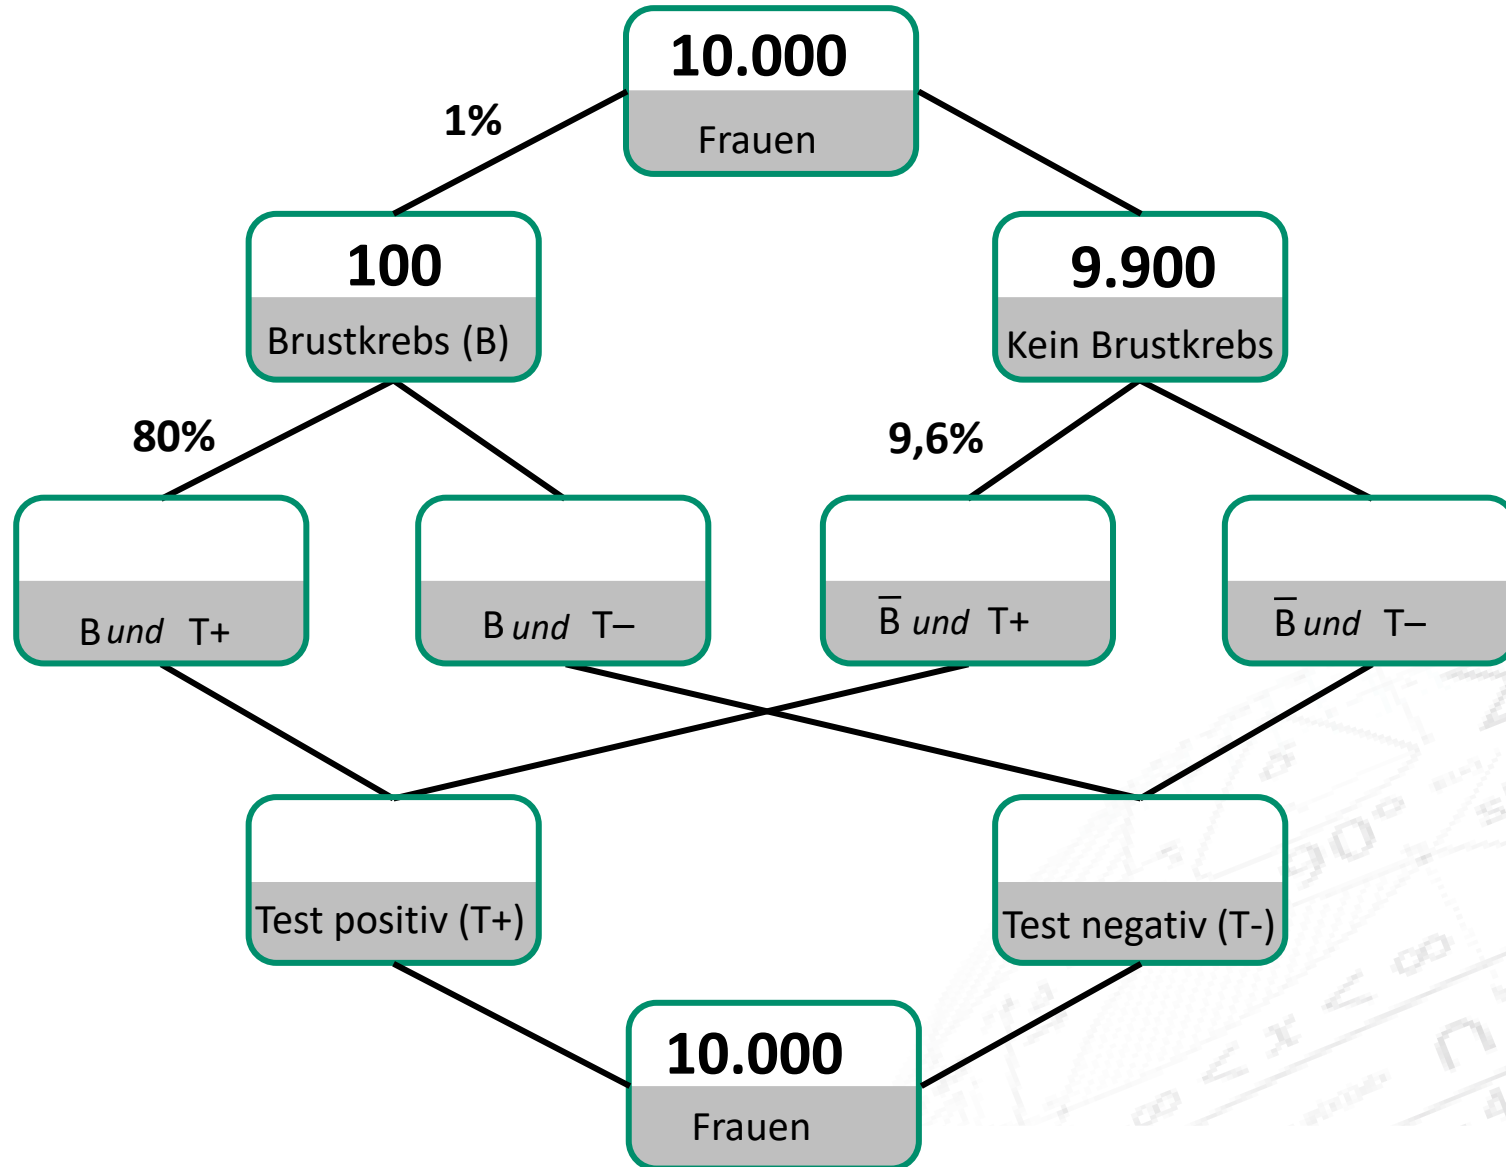 10.000
Frauen
1%
100
Brustkrebs (B)
9.900
Kein Brustkrebs
80%
9,6%
B und T+
B und T–
B̅ und T+
B̅ und T–
Test positiv (T+)
Test negativ (T-)
10.000
Frauen